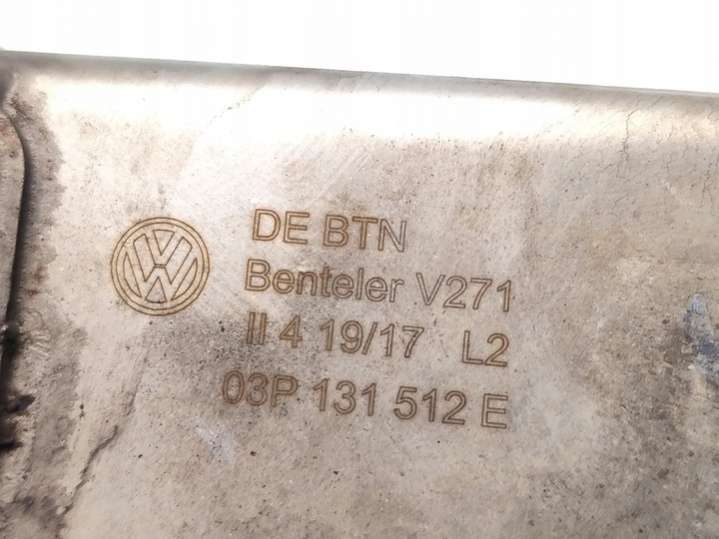 DE BTN
Benteler V271
II 4 19/17 L2
03P 131 512 E